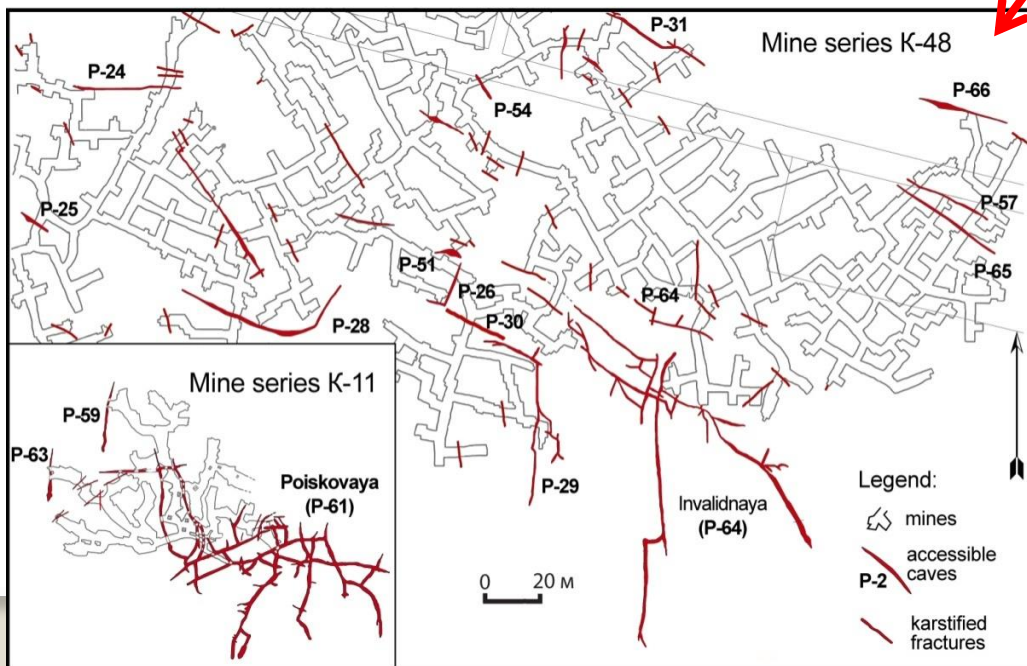 P-31
Mine series K-48
P-24
P-54
P-66
P-25
P-57
P-51
P-65
P-26
P-64
P-30
P-28
Mine series K-11
P-59
P-63
Poiskovaya
(P-61)
P-29
Invalidnaya
(P-64)
0 20 м
Legend:
mines
accessible
caves
P-2
karstified
fractures